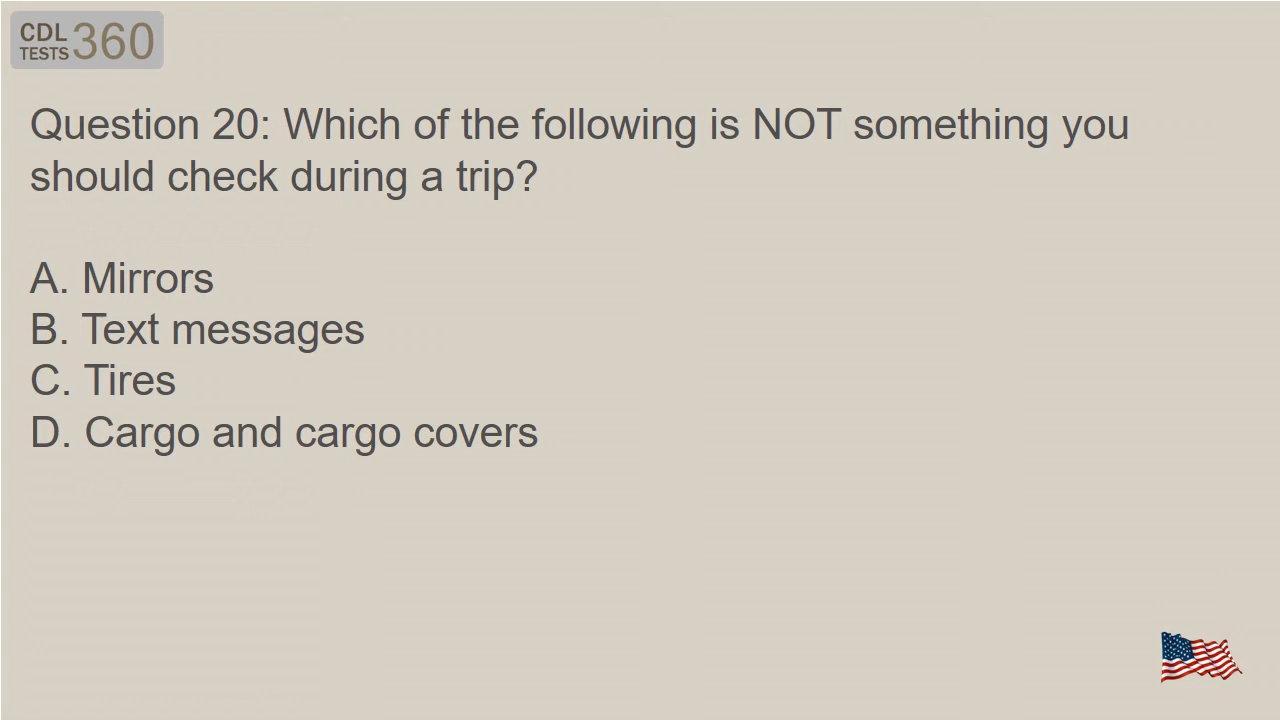 CDL
TESTS 360
Question 20: Which of the following is NOT something you
should check during a trip?
A. Mirrors
B. Text messages
C. Tires
D. Cargo and cargo covers